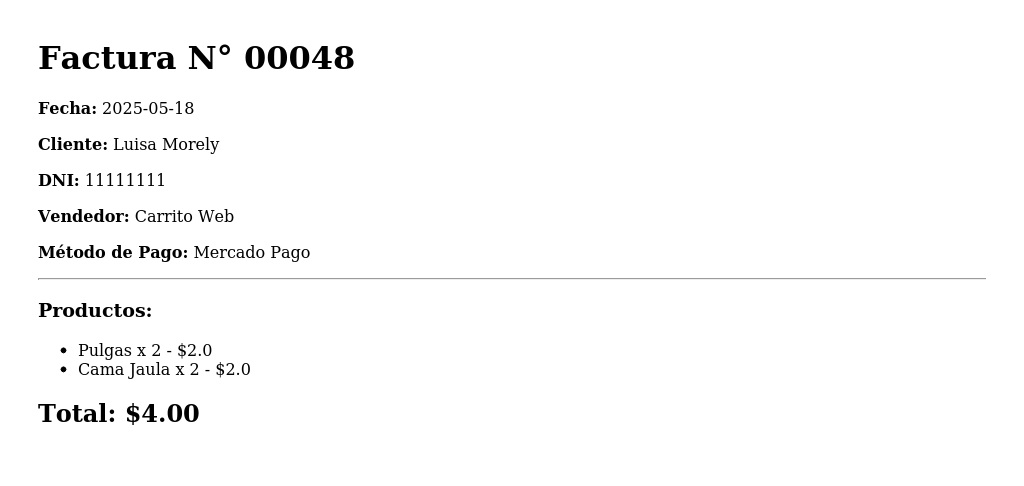 Factura N° 00048
Fecha: 2025-05-18
Cliente: Luisa Morely
DNI: 11111111
Vendedor: Carrito Web
Método de Pago: Mercado Pago
Productos:
• Pulgas x 2 - $2.0
• Cama Jaula x 2 - $2.0
Total: $4.00